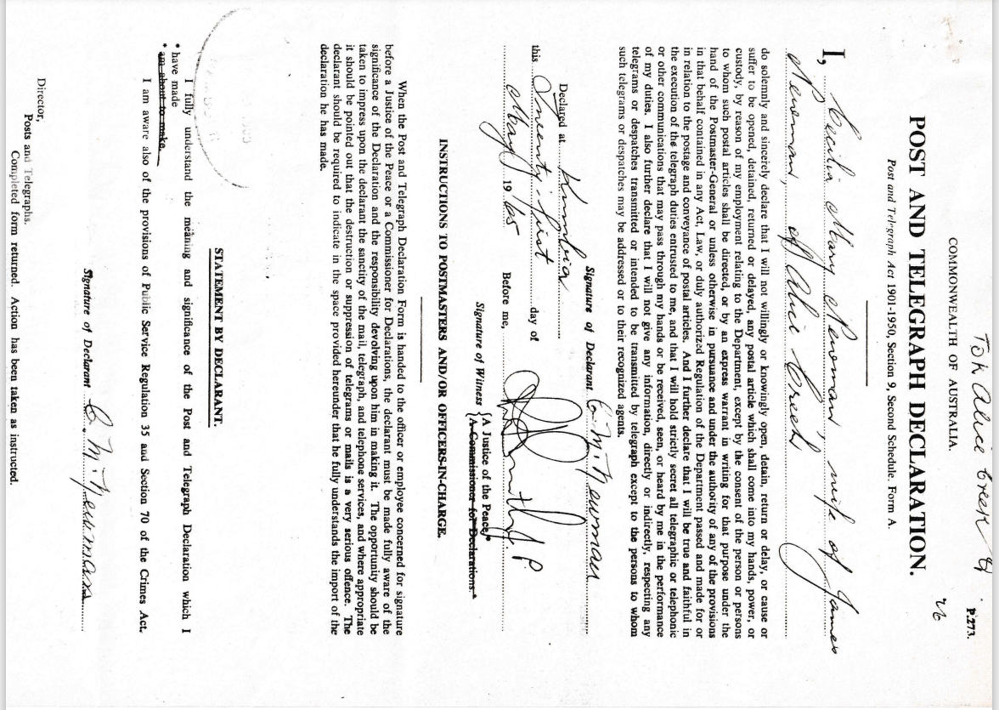 P.273.
COMMONWEALTH OF AUSTRALIA.
POST AND TELEGRAPH DECLARATION.
Post and Telegraph Act 1901-1950, Section 9, Second Schedule. Form A.
I, Cecilia Mary Newman, wife of James
P Newman, of Alice Creek
do solemnly and sincerely declare that I will not willingly or knowingly open, detain, return or delay, or cause or
suffer to be opened, detained, returned or delayed, any postal article which shall come into my hands, power, or
custody, by reason of my employment relating to the Department, except by the consent of the person or persons
to whom such postal articles shall be directed, or by an express warrant in writing for that purpose under the
hand of the Postmaster-General or unless otherwise in pursuance and under the authority of any of the provisions
in that behalf contained in any Act, Law, or duly authorized Regulation of the Department passed and made for or
in relation to the postage and conveyance of postal articles. And I further declare that I will be true and faithful in
the execution of the telegraph duties entrusted to me, and that I will hold strictly secret all telegraphic or telephonic
or other communications that may pass through my hands or be received, seen, or heard by me in the performance
of my duties. I also further declare that I will not give any information, directly or indirectly, respecting any
telegrams or despatches transmitted or intended to be transmitted by telegraph except to the persons to whom
such telegrams or despatches may be addressed or to their recognized agents.
Signature of Declarant C. M. Newman
Declared at Kumbia
this Twenty-first day of
May 1965 Before me,
Signature of Witness {A Justice of the Peace,*
{A Commissioner for Declarations.*
INSTRUCTIONS TO POSTMASTERS AND/OR OFFICERS-IN-CHARGE.
When the Post and Telegraph Declaration Form is handed to the officer or employee concerned for signature
before a Justice of the Peace or a Commissioner for Declarations, the declarant must be made fully aware of the
significance of the Declaration and the responsibility devolving upon him in making it. The opportunity should be
taken to impress upon the declarant the sanctity of the mail, telegraph, and telephone services, and where appropriate
it should be pointed out that the destruction or suppression of telegrams or mails is a very serious offence. The
declarant should be required to indicate in the space provided hereunder that he fully understands the import of the
declaration he has made.
STATEMENT BY DECLARANT.
I fully understand the meaning and significance of the Post and Telegraph Declaration which I
* have made
* am about to make.
I am aware also of the provisions of Public Service Regulation 35 and Section 70 of the Crimes Act.
Signature of Declarant C. M. Newman
Director,
Posts and Telegraphs.
Completed form returned. Action has been taken as instructed.